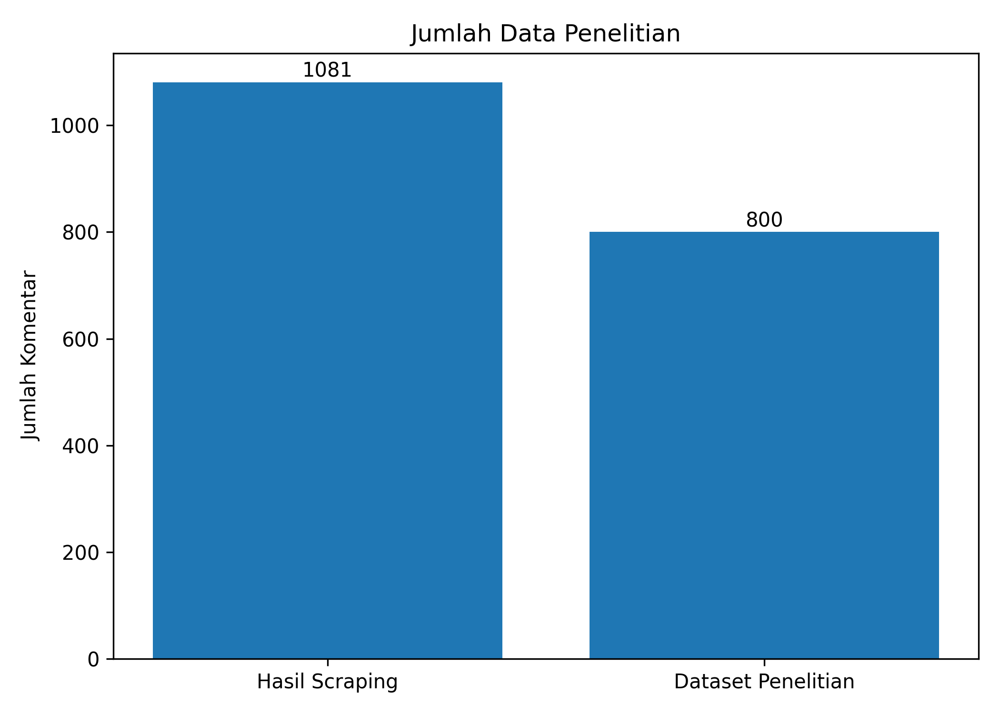 Jumlah Data Penelitian
1081
800
Jumlah Komentar
1000
800
600
400
200
0
Hasil Scraping
Dataset Penelitian